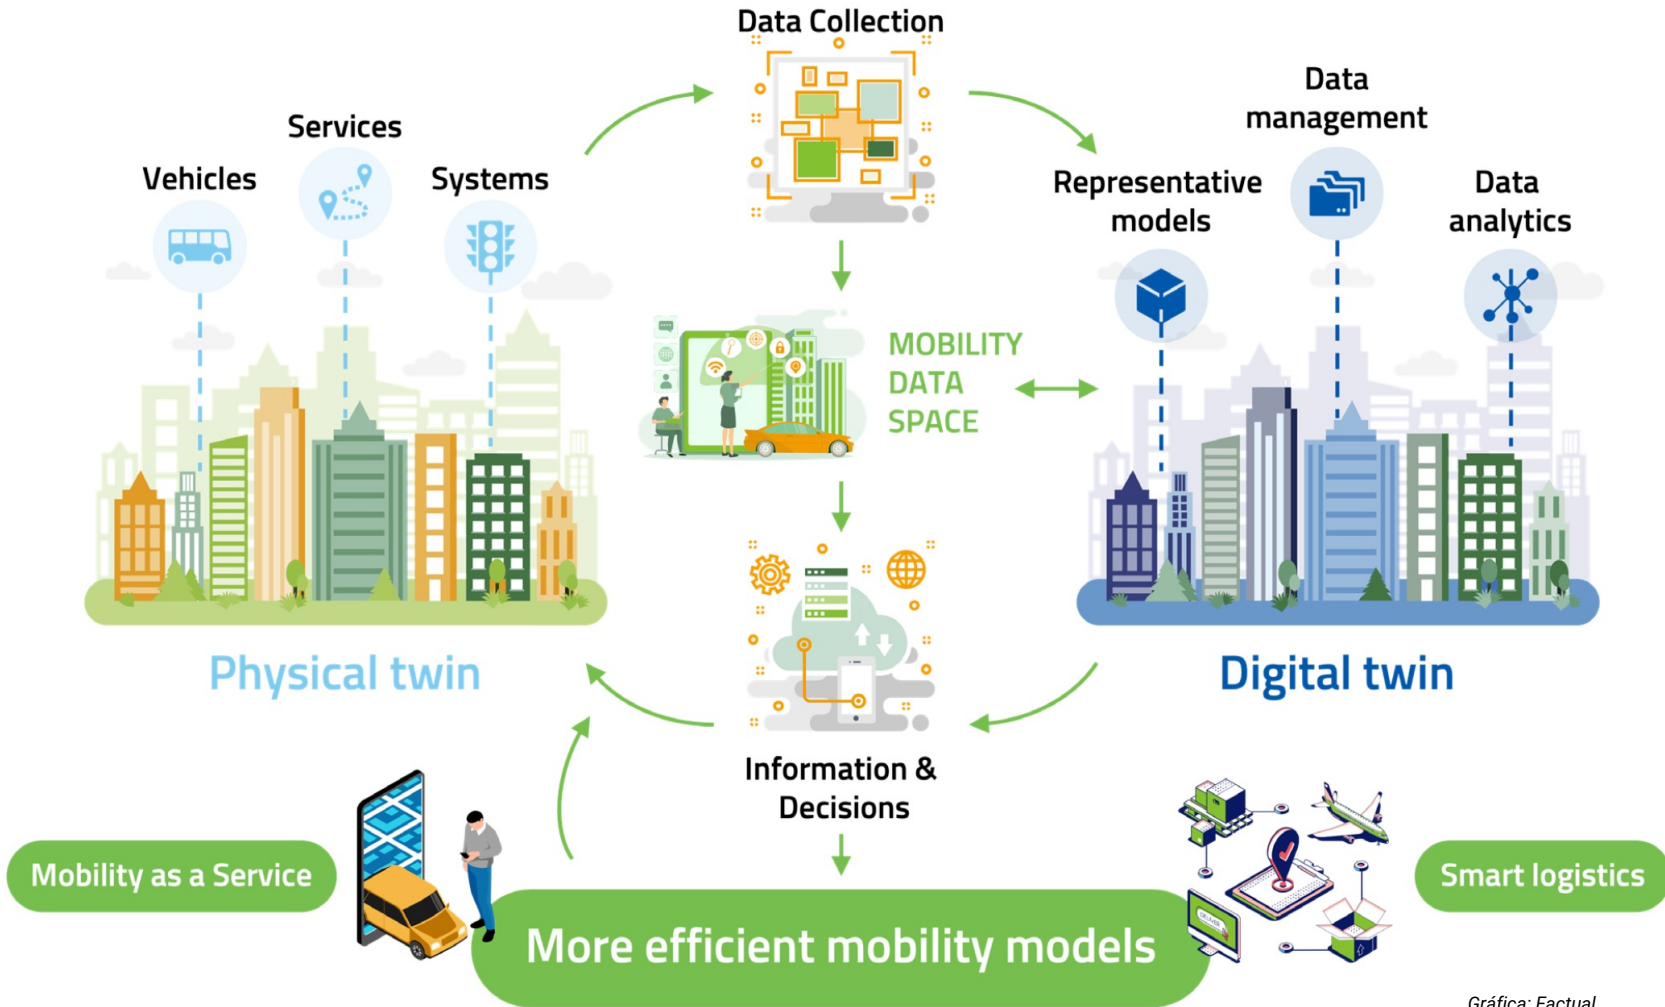 Data Collection
Services
Vehicles
Systems
Data
management
Representative
models
Data
analytics
MOBILITY
DATA
SPACE
Physical twin
Digital twin
Information &
Decisions
Mobility as a Service
Smart logistics
DELIVER
More efficient mobility models
Gráfica: Factual